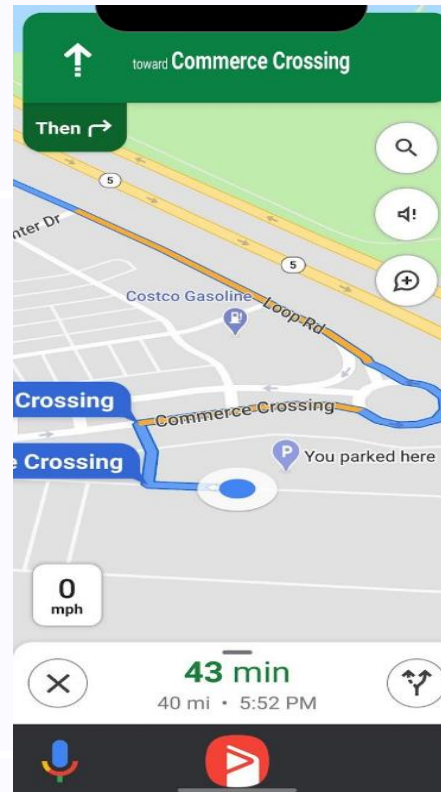 toward Commerce Crossing
Then
5
nter Dr
5
Costco Gasoline
Loop Rd
Crossing
Commerce Crossing
e Crossing
P
You parked here
0
mph
43 min
40 mi • 5:52 PM